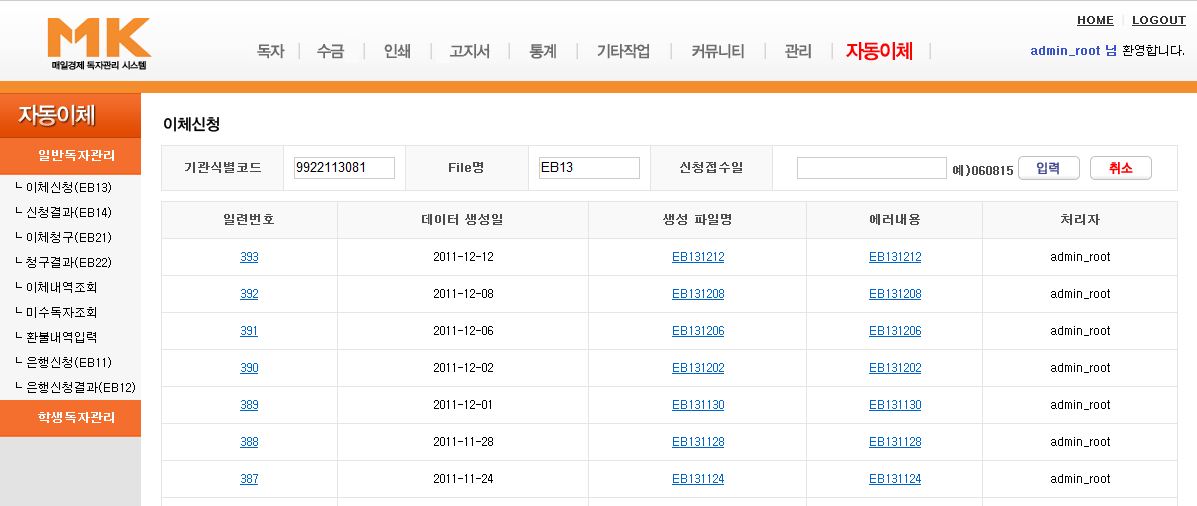 HOME LOGOUT
MK
매일경제 독자관리 시스템
독자 수금 인쇄 고지서 통계 기타작업 커뮤니티 관리 자동이체
admin_root 님 환영합니다.
자동이체
일반독자관리
└ 이체신청(EB13)
└ 신청결과(EB14)
└ 이체청구(EB21)
└ 청구결과(EB22)
└ 이체내역조회
└ 미수독자조회
└ 환불내역입력
└ 은행신청(EB11)
└ 은행신청결과(EB12)
학생독자관리
이체신청
기관식별코드 9922113081 File명 EB13 신청접수일 예)060815 입력 취소
일련번호 데이터 생성일 생성 파일명 에러내용 처리자
393 2011-12-12 EB131212 EB131212 admin_root
392 2011-12-08 EB131208 EB131208 admin_root
391 2011-12-06 EB131206 EB131206 admin_root
390 2011-12-02 EB131202 EB131202 admin_root
389 2011-12-01 EB131130 EB131130 admin_root
388 2011-11-28 EB131128 EB131128 admin_root
387 2011-11-24 EB131124 EB131124 admin_root